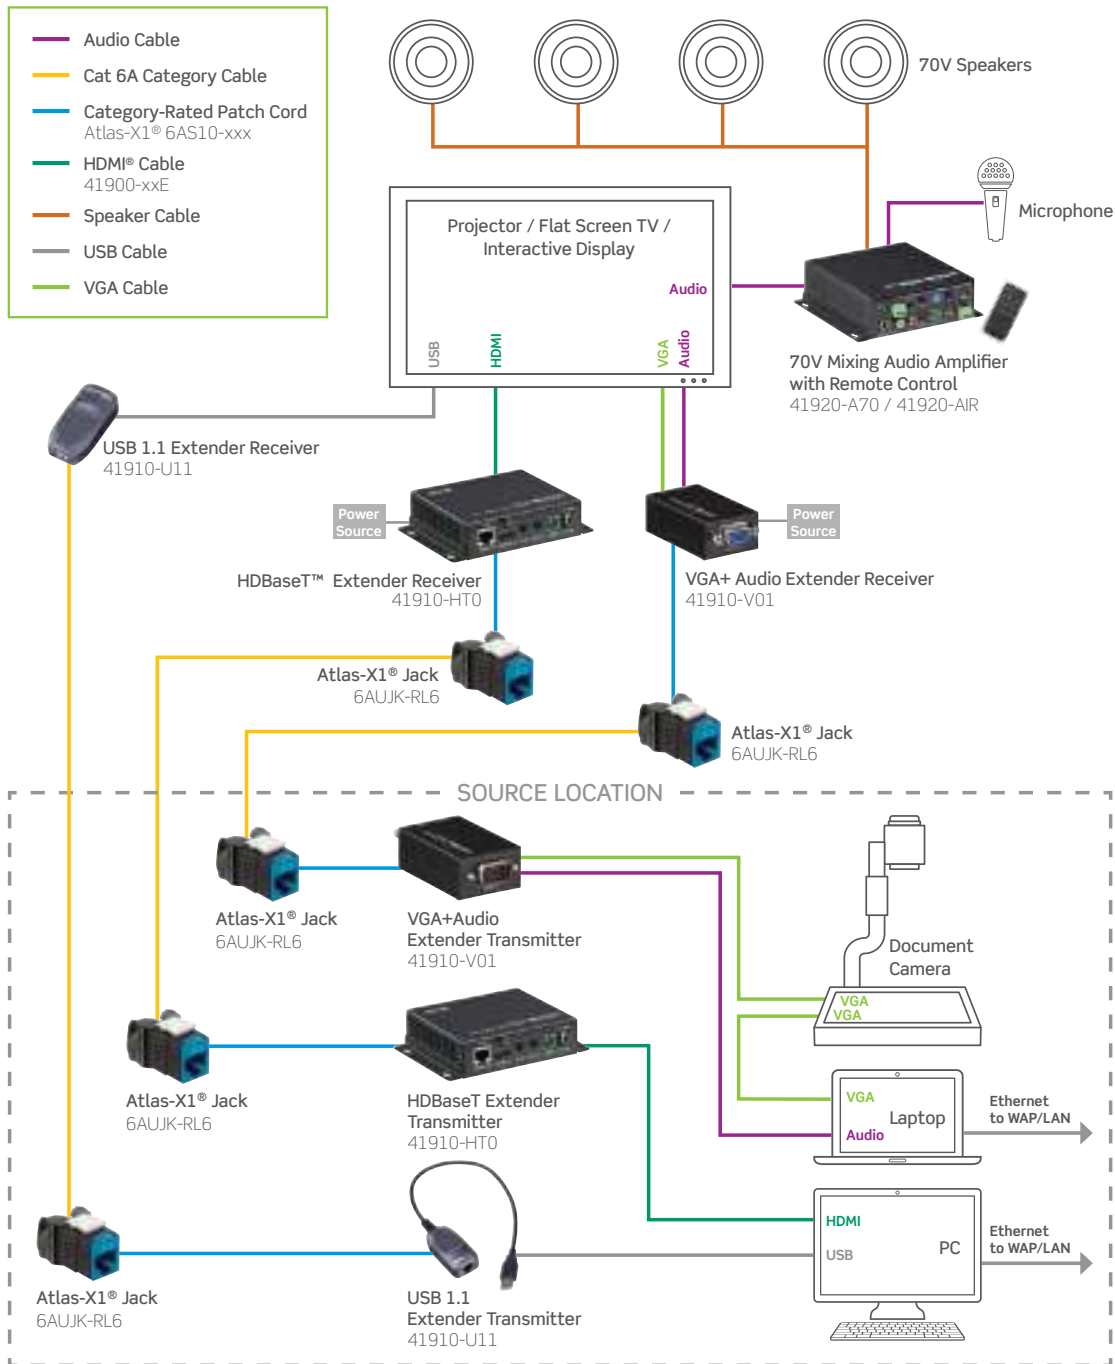 Audio Cable
Cat 6A Category Cable
Category-Rated Patch Cord
Atlas-X1® 6AS10-xxx
HDMI® Cable
41900-xxE
Speaker Cable
USB Cable
VGA Cable
70V Speakers
Microphone
Projector / Flat Screen TV /
Interactive Display
Audio
USB
HDMI
VGA
Audio
70V Mixing Audio Amplifier
with Remote Control
41920-A70 / 41920-AIR
USB 1.1 Extender Receiver
41910-U11
Power
Source
HDBaseT™ Extender Receiver
41910-HT0
Power
Source
VGA+ Audio Extender Receiver
41910-V01
Atlas-X1® Jack
6AUJK-RL6
Atlas-X1® Jack
6AUJK-RL6
SOURCE LOCATION
Atlas-X1® Jack
6AUJK-RL6
VGA+Audio
Extender Transmitter
41910-V01
Document
Camera
VGA
VGA
Atlas-X1® Jack
6AUJK-RL6
HDBaseT Extender
Transmitter
41910-HT0
VGA
Laptop
Audio
Ethernet
to WAP/LAN
HDMI
USB
PC
Ethernet
to WAP/LAN
Atlas-X1® Jack
6AUJK-RL6
USB 1.1
Extender Transmitter
41910-U11